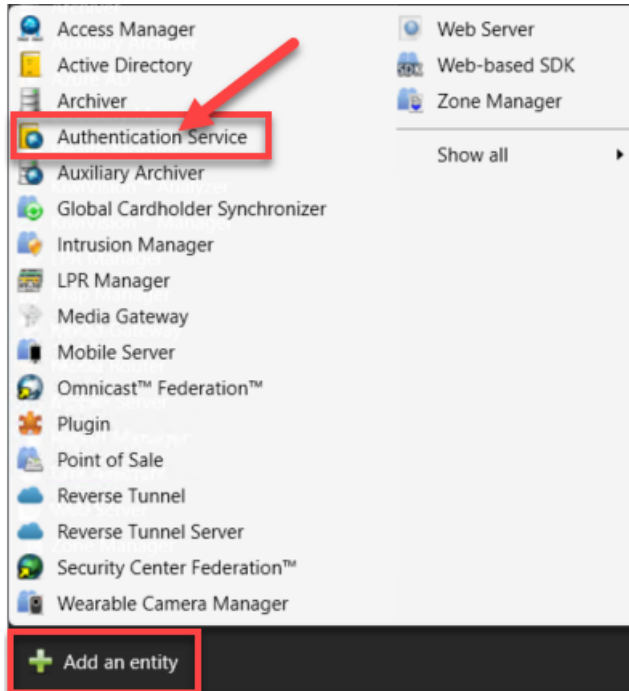 Access Manager
Active Directory
Archiver
Authentication Service
Auxiliary Archiver
Global Cardholder Synchronizer
Intrusion Manager
LPR Manager
Media Gateway
Mobile Server
Omnicast™ Federation™
Plugin
Point of Sale
Reverse Tunnel
Reverse Tunnel Server
Security Center Federation™
Wearable Camera Manager
Web Server
Web-based SDK
Zone Manager
Show all
Add an entity